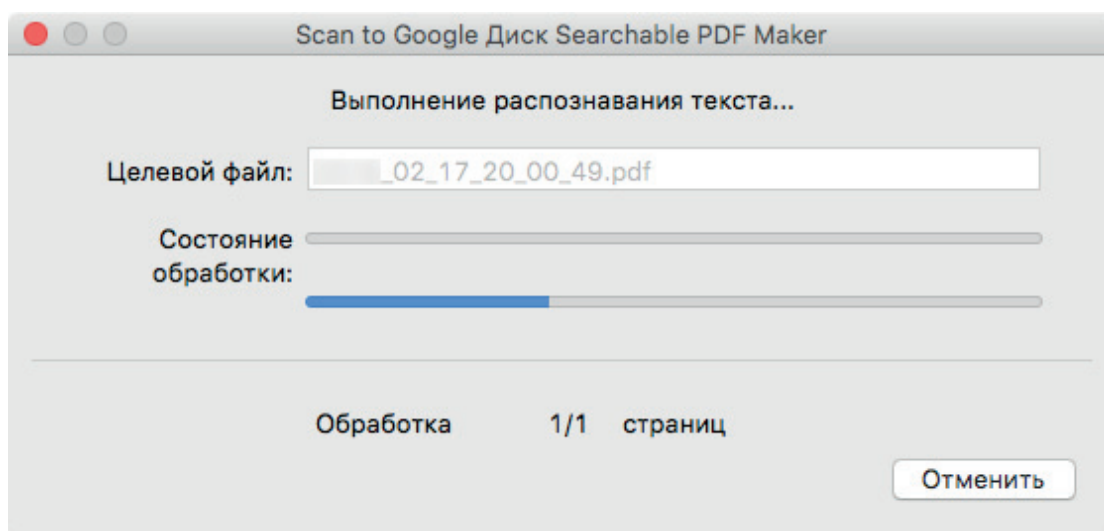 Scan to Google Диск Searchable PDF Maker
Выполнение распознавания текста...
Целевой файл: _02_17_20_00_49.pdf
Состояние
обработки:
Обработка 1/1 страниц
Отменить